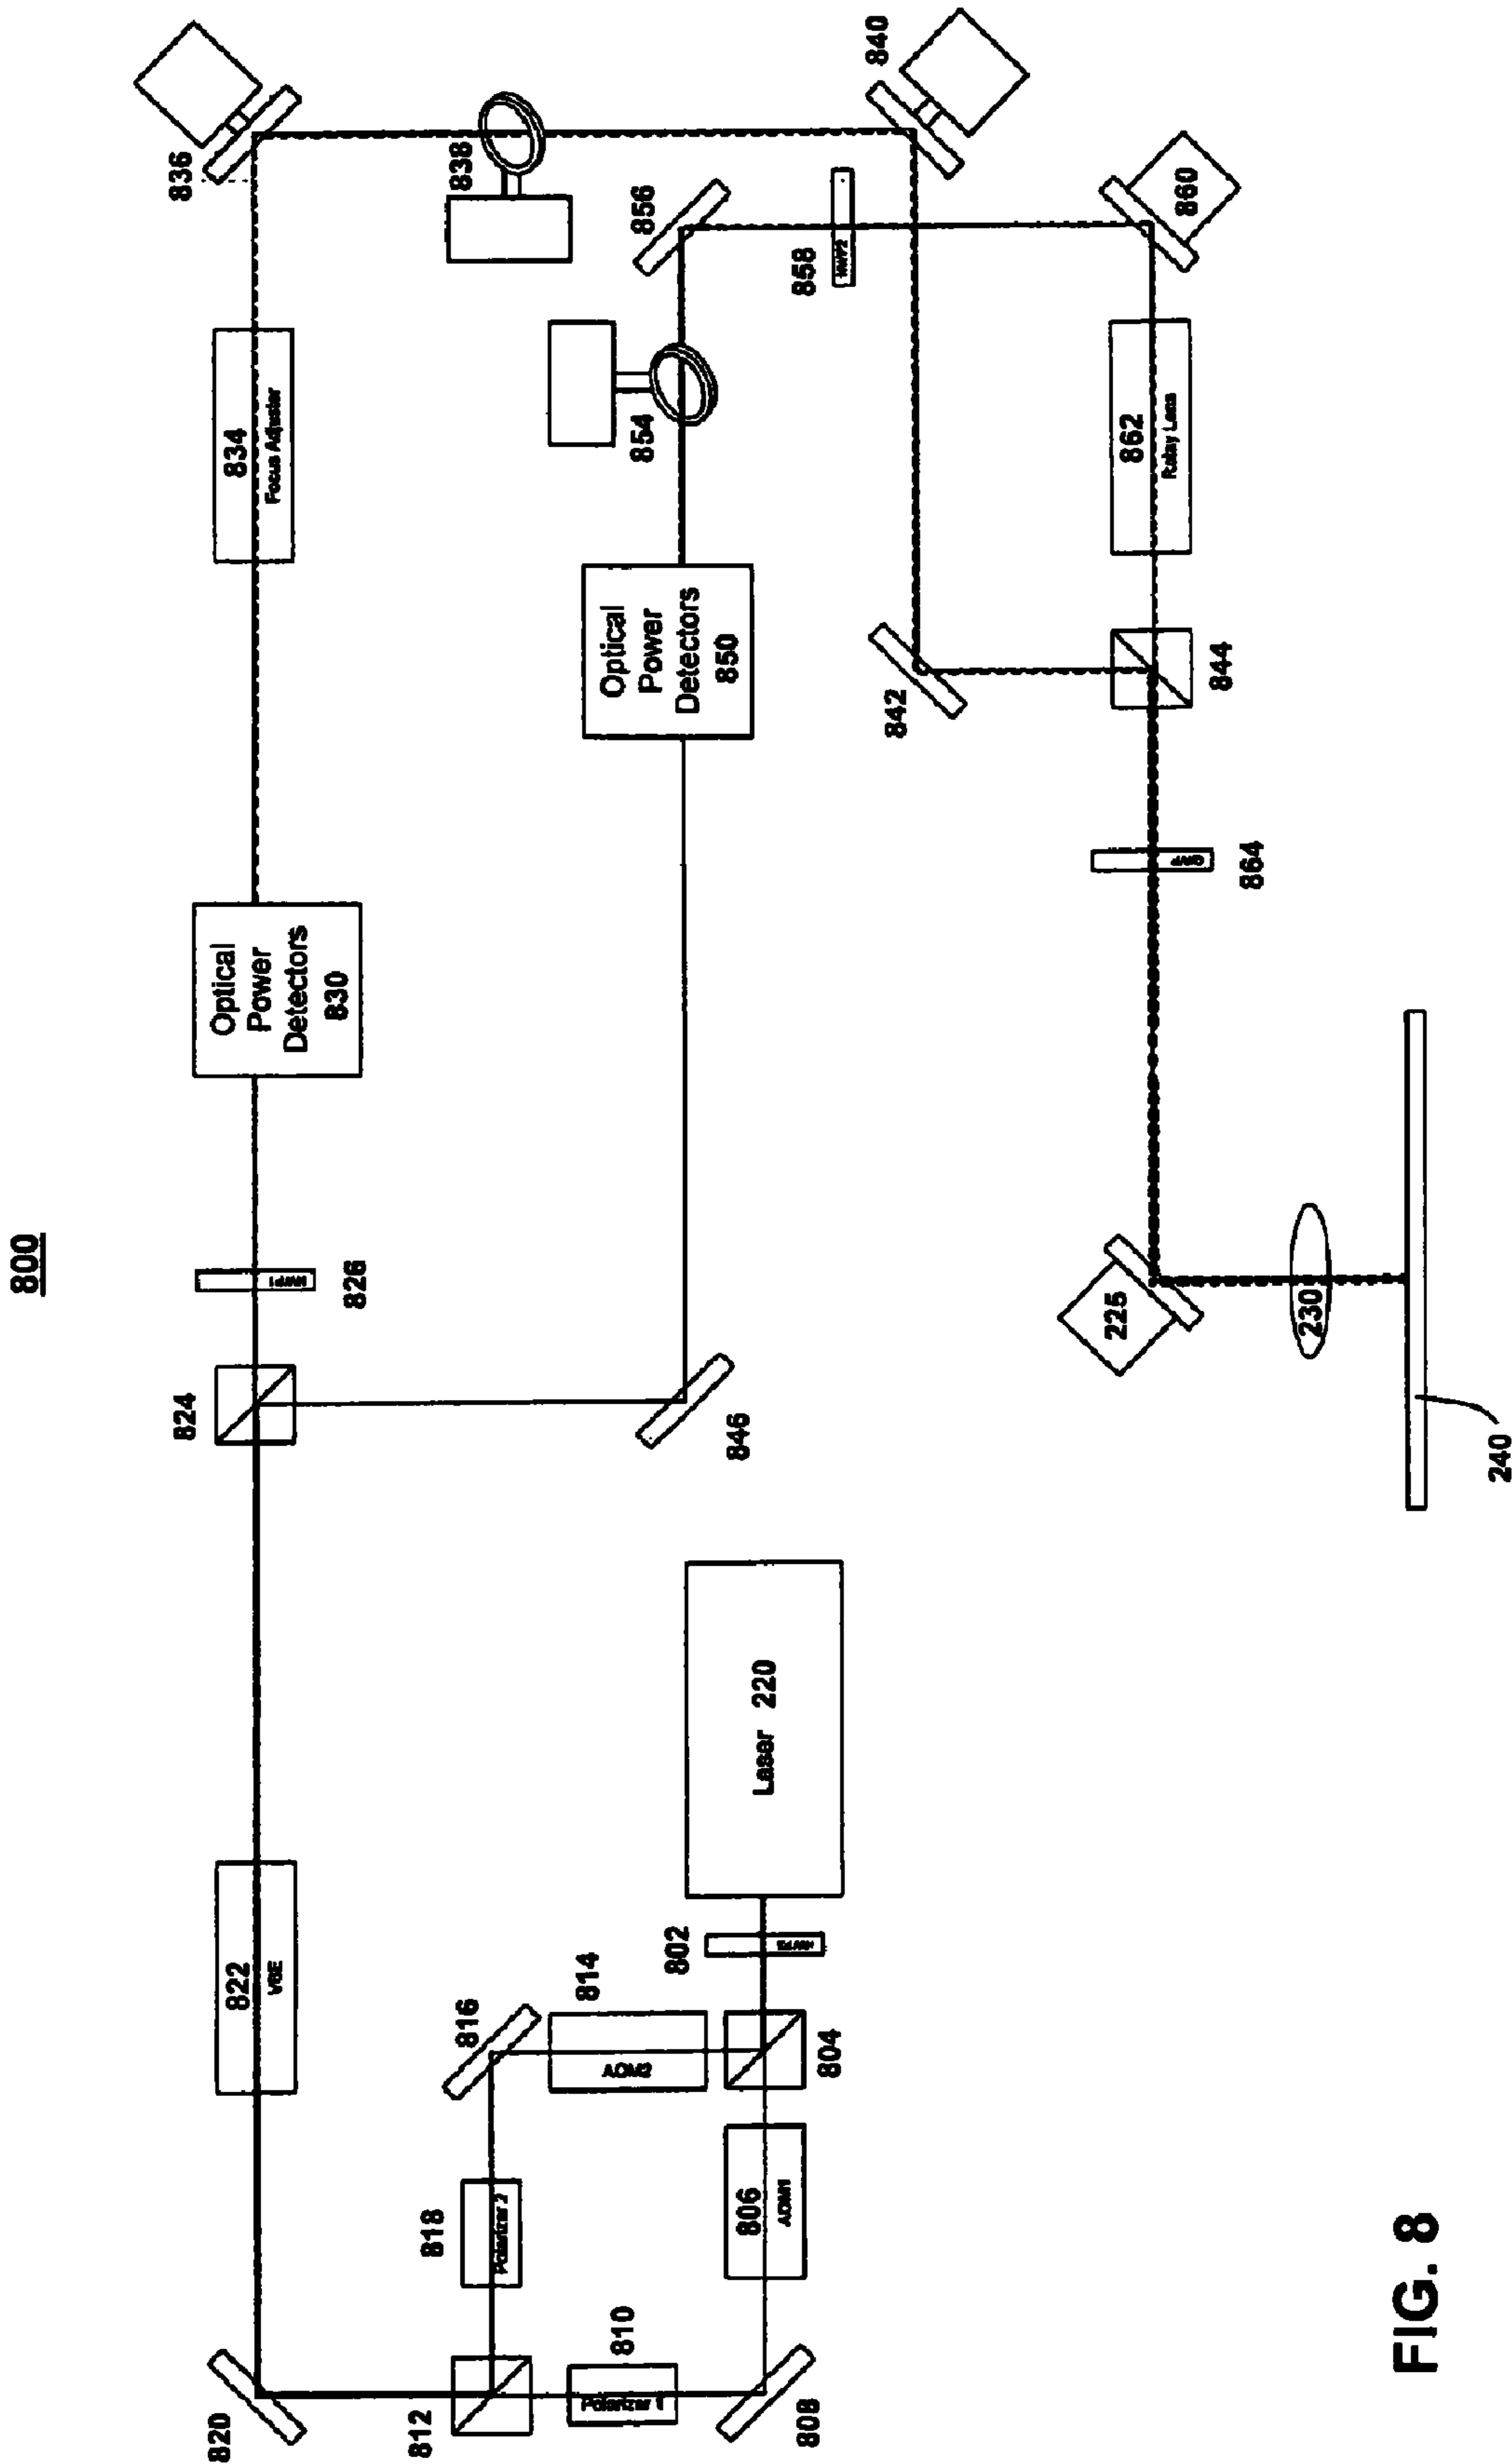 800
836
834
Focus Adjuster
838
840
856
854
858
HWP2
860
862
Relay Lens
Optical
Power
Detectors
830
Optical
Power
Detectors
850
842
844
826
HWP1
824
846
864
QWP
225
230
240
822
VBE
Laser 220
802
814
AOM2
816
804
818
Polarizer 2
806
AOM1
810
Polarizer 1
812
820
808
FIG. 8